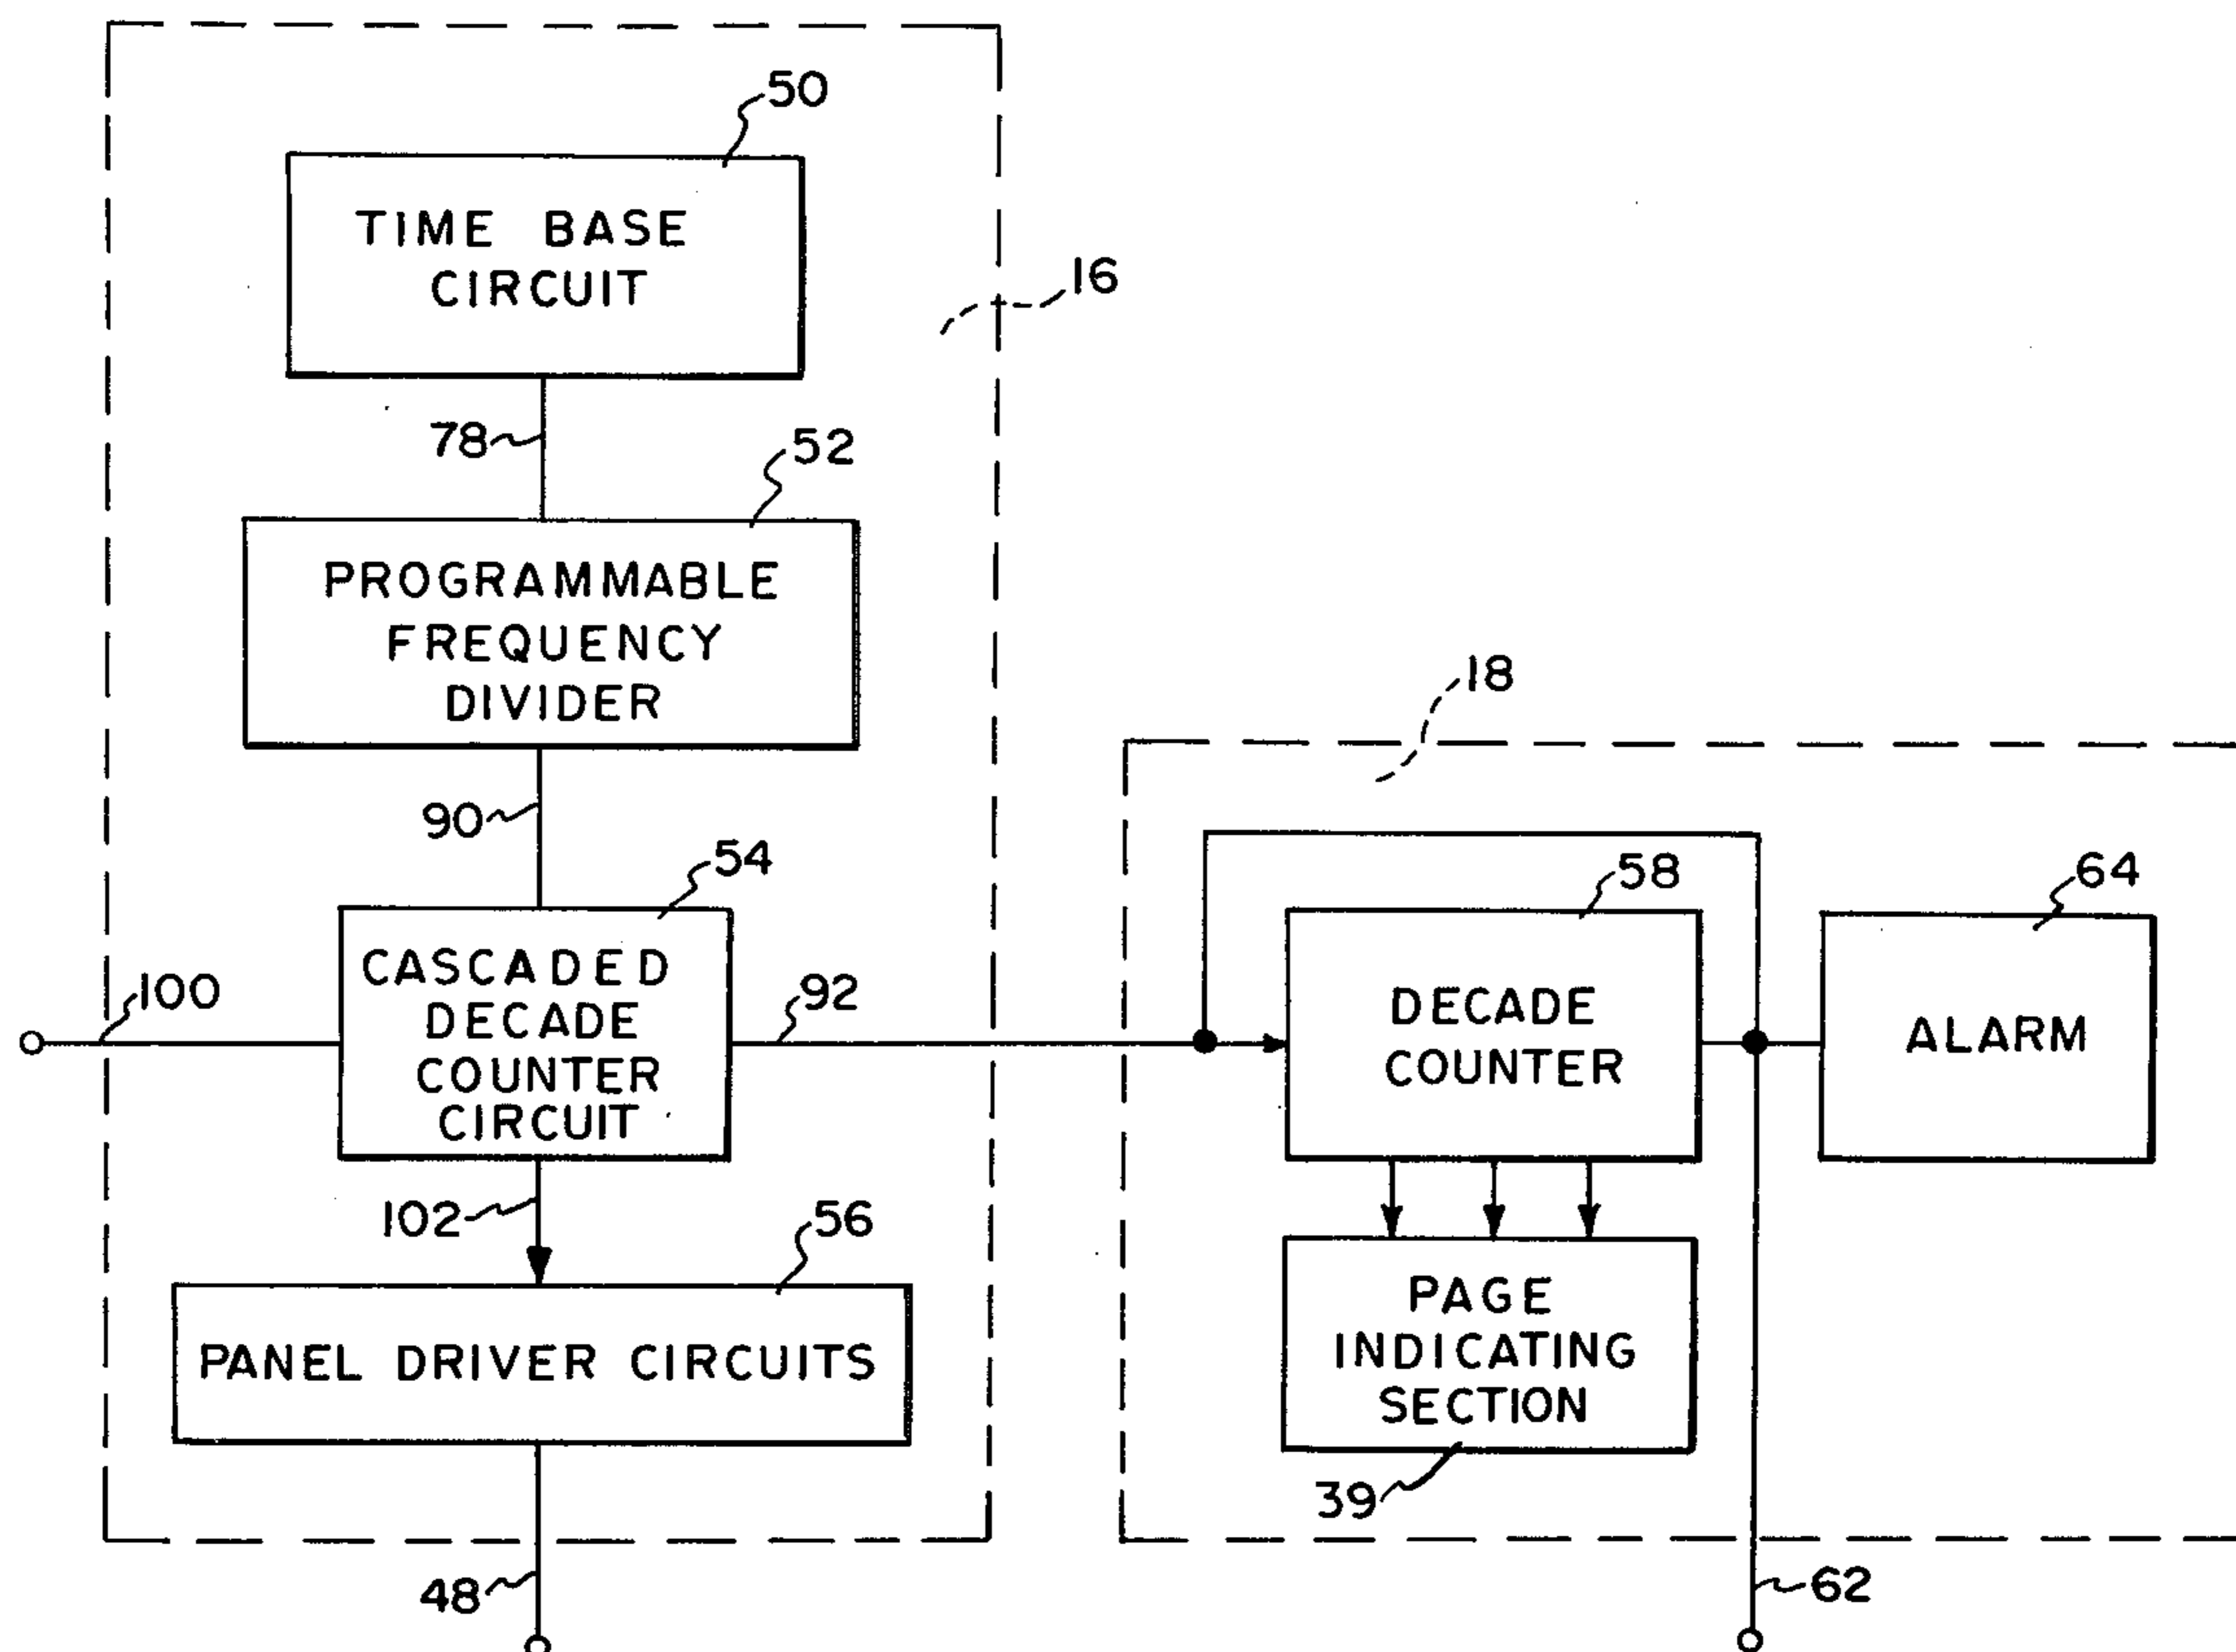 50
TIME BASE
CIRCUIT
16
78
52
PROGRAMMABLE
FREQUENCY
DIVIDER
18
90
54
58
64
CASCADED
DECADE
COUNTER
CIRCUIT
100
92
DECADE
COUNTER
ALARM
102
56
PANEL DRIVER CIRCUITS
PAGE
INDICATING
SECTION
39
48
62